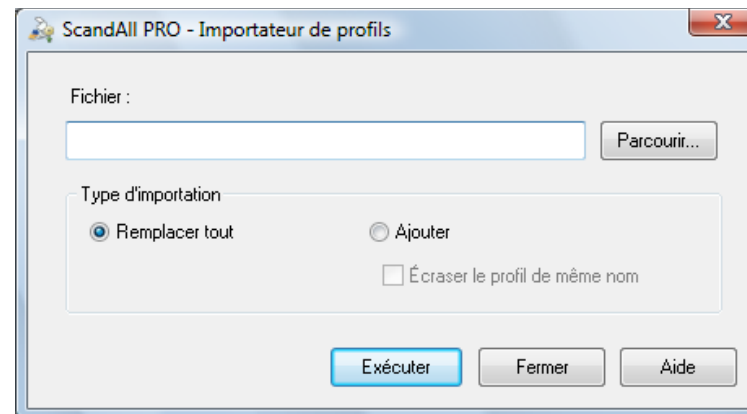 ScandAll PRO - Importateur de profils
Fichier :
Parcourir...
Type d'importation
Remplacer tout
Ajouter
Écraser le profil de même nom
Exécuter
Fermer
Aide